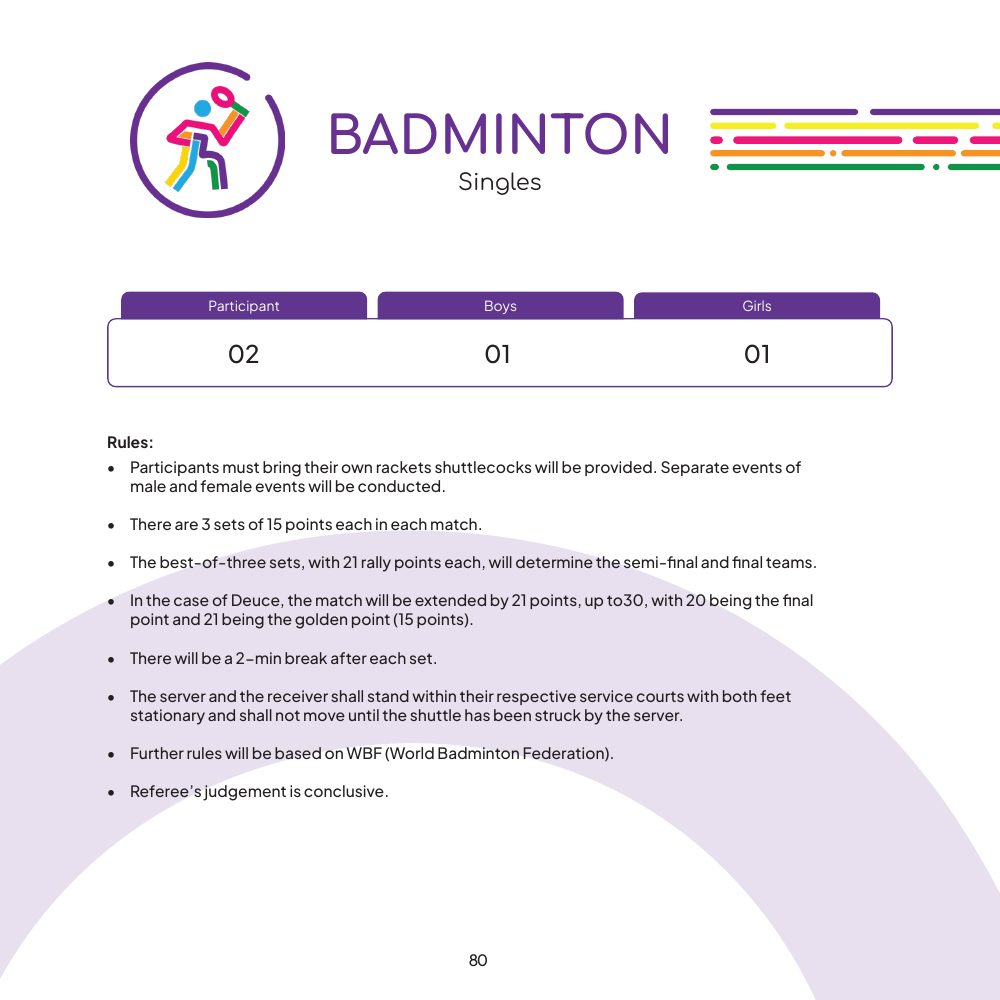 BADMINTON
Singles
Participant
Boys
Girls
02
01
01
Rules:
• Participants must bring their own rackets shuttlecocks will be provided. Separate events of
male and female events will be conducted.
• There are 3 sets of 15 points each in each match.
• The best-of-three sets, with 21 rally points each, will determine the semi-final and final teams.
• In the case of Deuce, the match will be extended by 21 points, up to30, with 20 being the final
point and 21 being the golden point (15 points).
• There will be a 2–min break after each set.
• The server and the receiver shall stand within their respective service courts with both feet
stationary and shall not move until the shuttle has been struck by the server.
• Further rules will be based on WBF (World Badminton Federation).
• Referee’s judgement is conclusive.
80